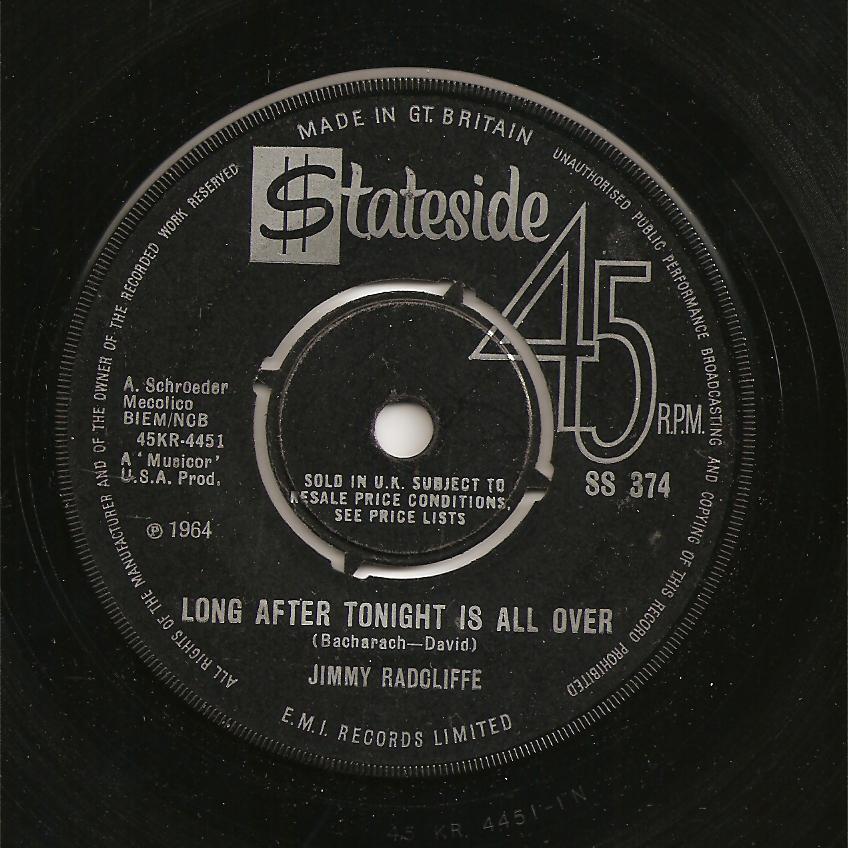 MADE IN GT. BRITAIN
Stateside
45
R.P.M.
SS 374
A. Schroeder
Mecolico
BIEM/NCB
45KR-4451
A 'Musicor'
U.S.A. Prod.
℗ 1964
SOLD IN U.K. SUBJECT TO
RESALE PRICE CONDITIONS,
SEE PRICE LISTS
LONG AFTER TONIGHT IS ALL OVER
(Bacharach—David)
JIMMY RADCLIFFE
E.M.I. RECORDS LIMITED
ALL RIGHTS OF THE MANUFACTURER AND OF THE OWNER OF THE RECORDED WORK RESERVED
UNAUTHORISED PUBLIC PERFORMANCE BROADCASTING AND COPYING OF THIS RECORD PROHIBITED
45 KR. 4451-1N